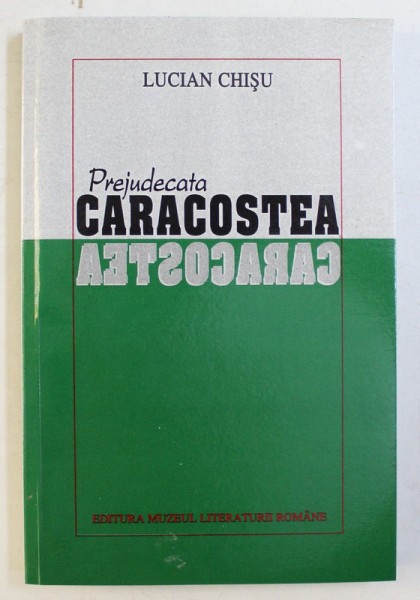 LUCIAN CHIŞU
Prejudecata
CARACOSTEA
CARACOSTEA
EDITURA MUZEUL LITERATURII ROMÂNE